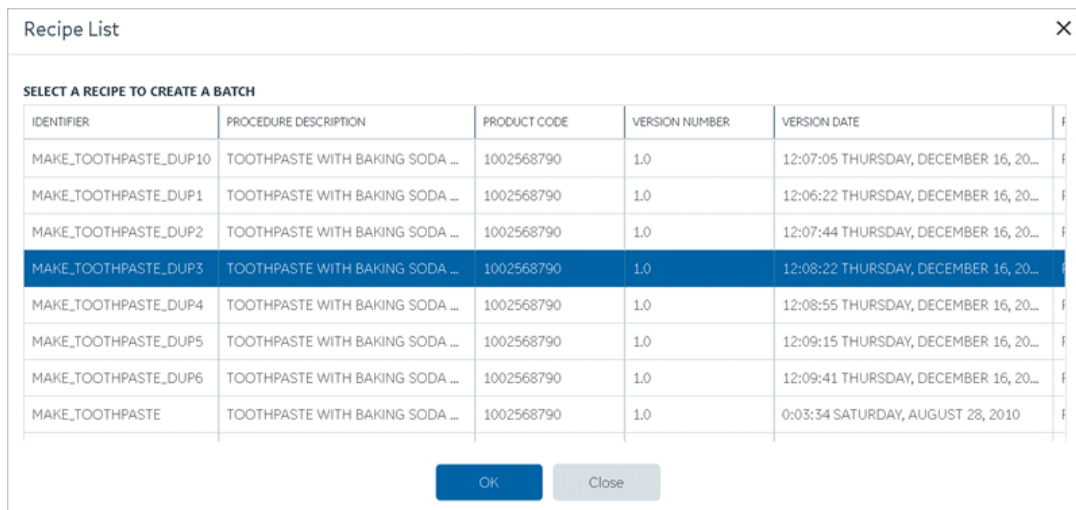 Recipe List
SELECT A RECIPE TO CREATE A BATCH
IDENTIFIER PROCEDURE DESCRIPTION PRODUCT CODE VERSION NUMBER VERSION DATE
MAKE_TOOTHPASTE_DUP10 TOOTHPASTE WITH BAKING SODA ... 1002568790 1.0 12:07:05 THURSDAY, DECEMBER 16, 20...
MAKE_TOOTHPASTE_DUP1 TOOTHPASTE WITH BAKING SODA ... 1002568790 1.0 12:06:22 THURSDAY, DECEMBER 16, 20...
MAKE_TOOTHPASTE_DUP2 TOOTHPASTE WITH BAKING SODA ... 1002568790 1.0 12:07:44 THURSDAY, DECEMBER 16, 20...
MAKE_TOOTHPASTE_DUP3 TOOTHPASTE WITH BAKING SODA ... 1002568790 1.0 12:08:22 THURSDAY, DECEMBER 16, 20...
MAKE_TOOTHPASTE_DUP4 TOOTHPASTE WITH BAKING SODA ... 1002568790 1.0 12:08:55 THURSDAY, DECEMBER 16, 20...
MAKE_TOOTHPASTE_DUP5 TOOTHPASTE WITH BAKING SODA ... 1002568790 1.0 12:09:15 THURSDAY, DECEMBER 16, 20...
MAKE_TOOTHPASTE_DUP6 TOOTHPASTE WITH BAKING SODA ... 1002568790 1.0 12:09:41 THURSDAY, DECEMBER 16, 20...
MAKE_TOOTHPASTE TOOTHPASTE WITH BAKING SODA ... 1002568790 1.0 0:03:34 SATURDAY, AUGUST 28, 2010
OK Close